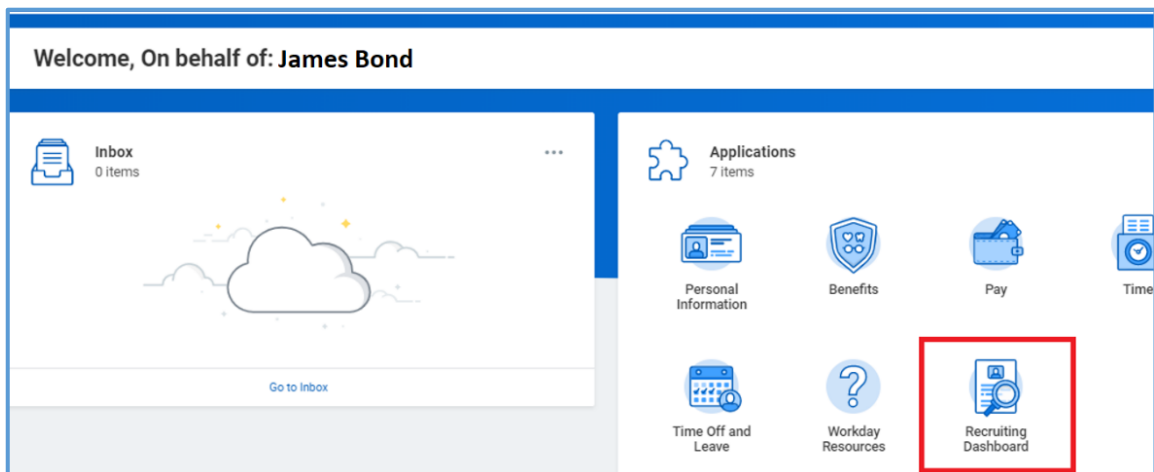 Welcome, On behalf of: James Bond
Inbox
0 items
Go to Inbox
Applications
7 items
Personal
Information
Benefits
Pay
Time
Time Off and
Leave
Workday
Resources
Recruiting
Dashboard